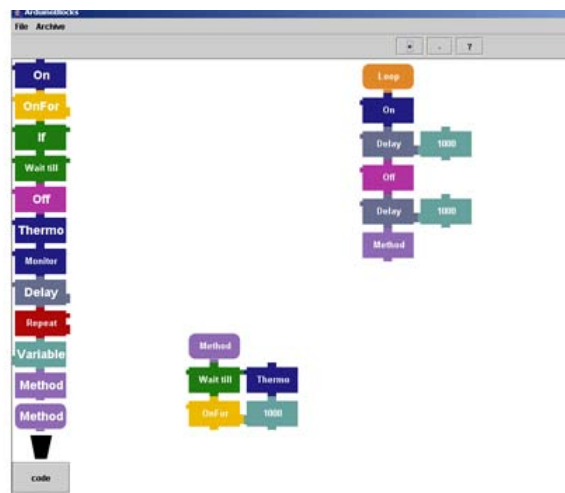 ArduinoBlocks
File Archive
+ - ?
On
OnFor
If
Wait till
Off
Thermo
Monitor
Delay
Repeat
Variable
Method
Method
code
Loop
On
Delay 1000
Off
Delay 1000
Method
Method
Wait till Thermo
OnFor 1000